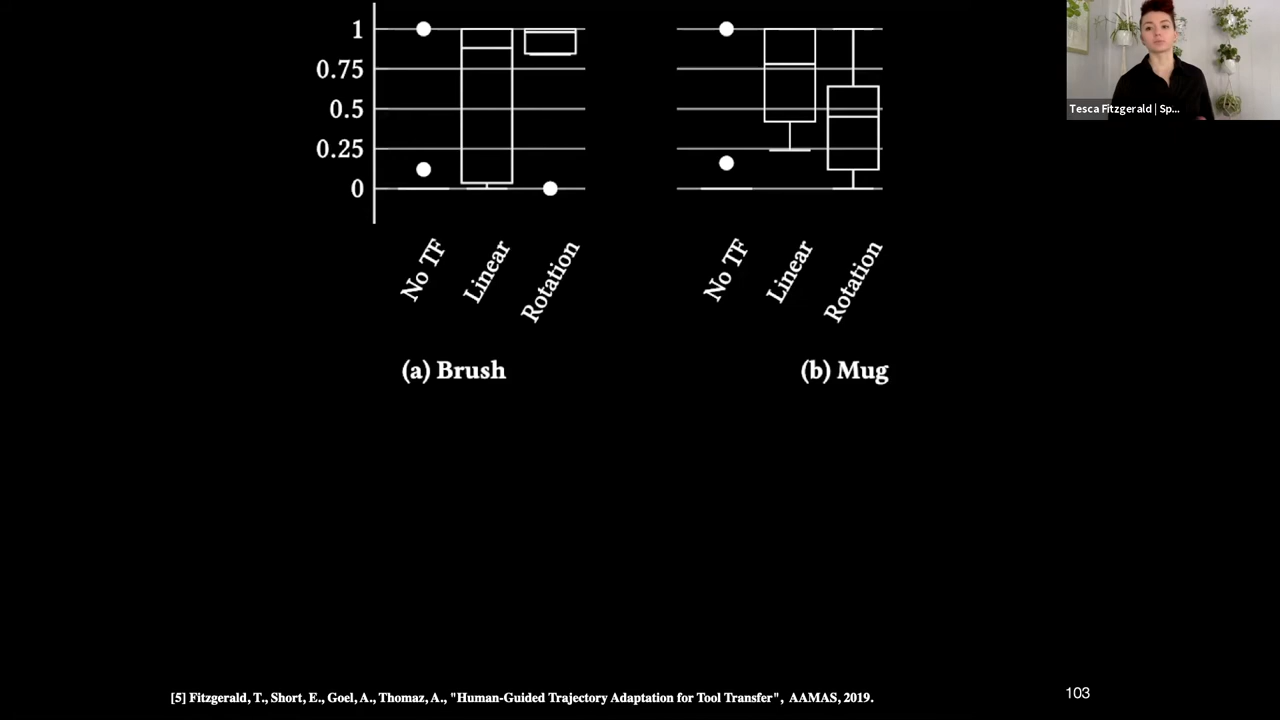 1
0.75
0.5
0.25
0
No TF
Linear
Rotation
(a) Brush
No TF
Linear
Rotation
(b) Mug
Tesca Fitzgerald | Sp...
[5] Fitzgerald, T., Short, E., Goel, A., Thomaz, A., "Human-Guided Trajectory Adaptation for Tool Transfer", AAMAS, 2019.
103